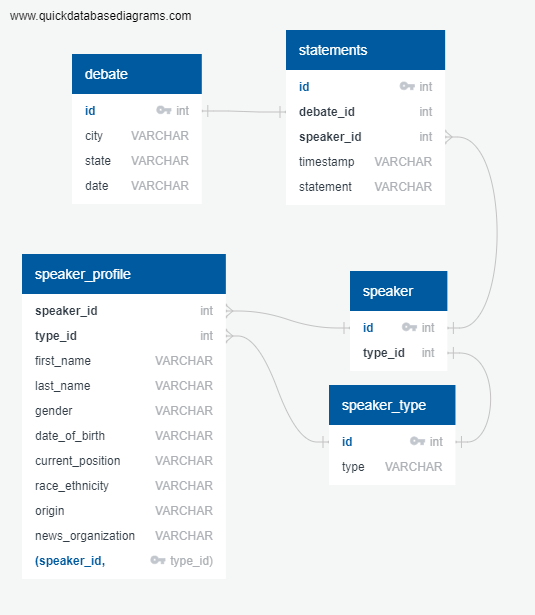 www.quickdatabasediagrams.com
debate
id int
city VARCHAR
state VARCHAR
date VARCHAR
statements
id int
debate_id int
speaker_id int
timestamp VARCHAR
statement VARCHAR
speaker_profile
speaker_id int
type_id int
first_name VARCHAR
last_name VARCHAR
gender VARCHAR
date_of_birth VARCHAR
current_position VARCHAR
race_ethnicity VARCHAR
origin VARCHAR
news_organization VARCHAR
(speaker_id, type_id)
speaker
id int
type_id int
speaker_type
id int
type VARCHAR